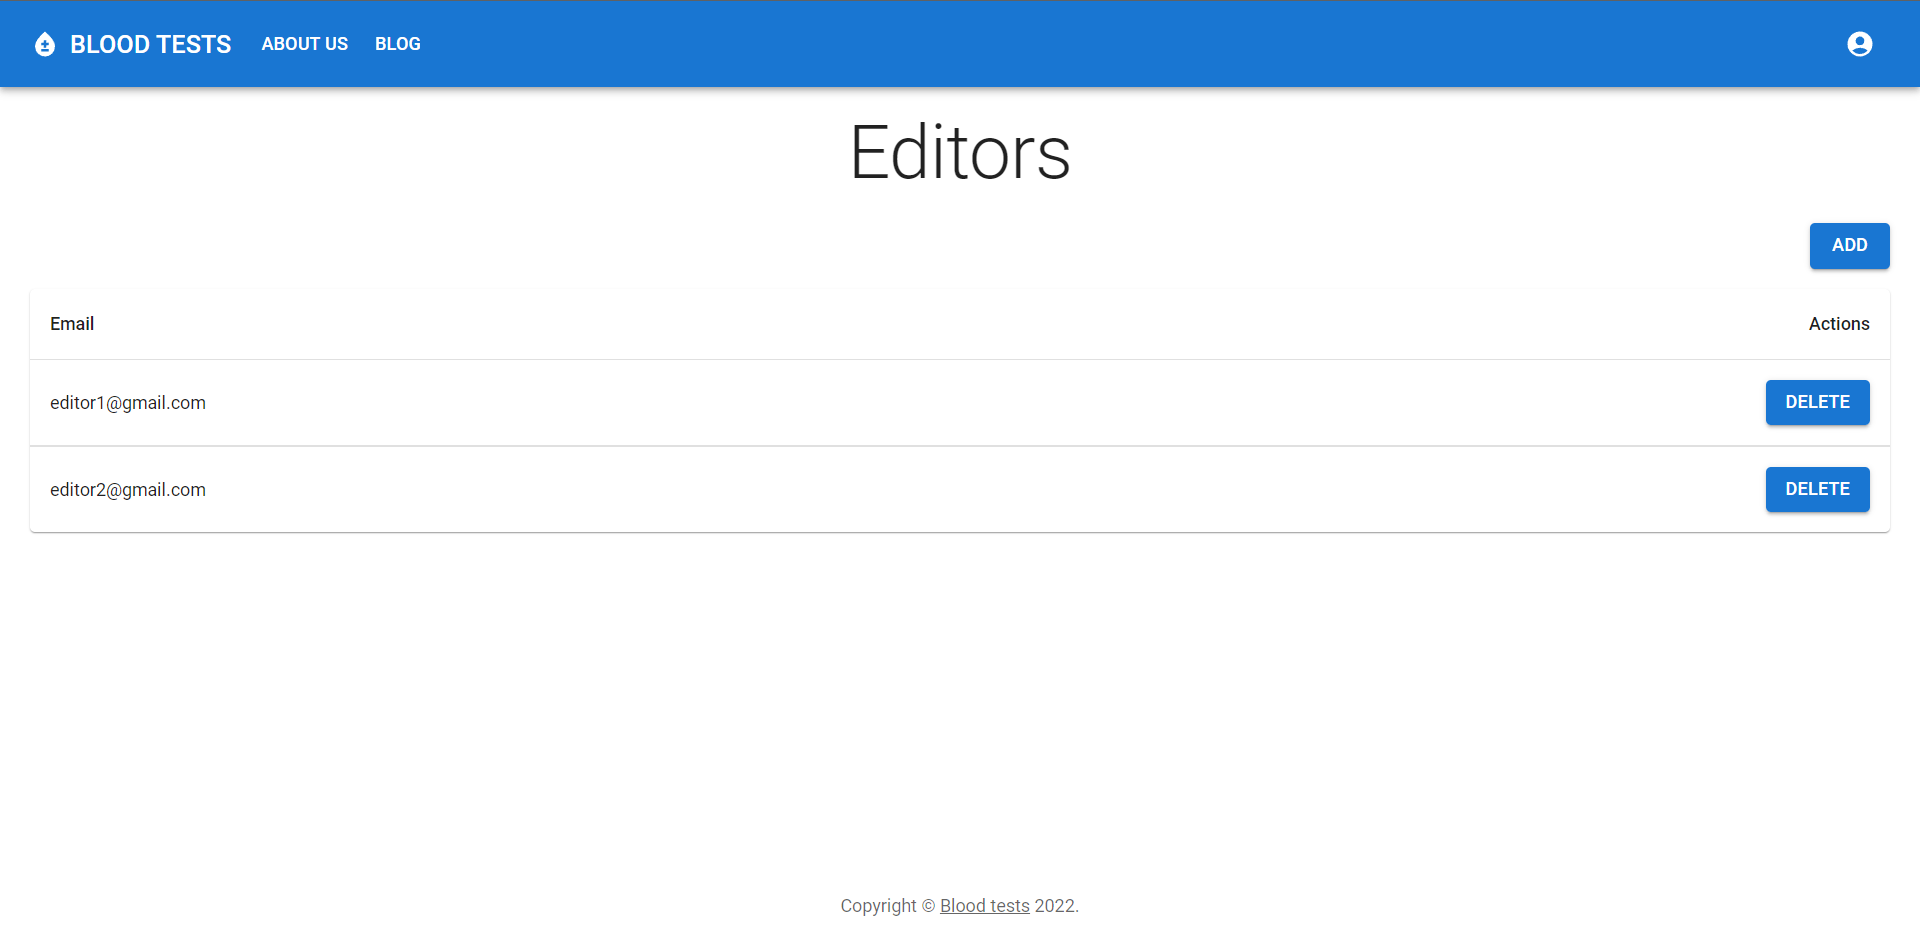 BLOOD TESTS ABOUT US BLOG
Editors
ADD
Email Actions
editor1@gmail.com DELETE
editor2@gmail.com DELETE
Copyright © Blood tests 2022.